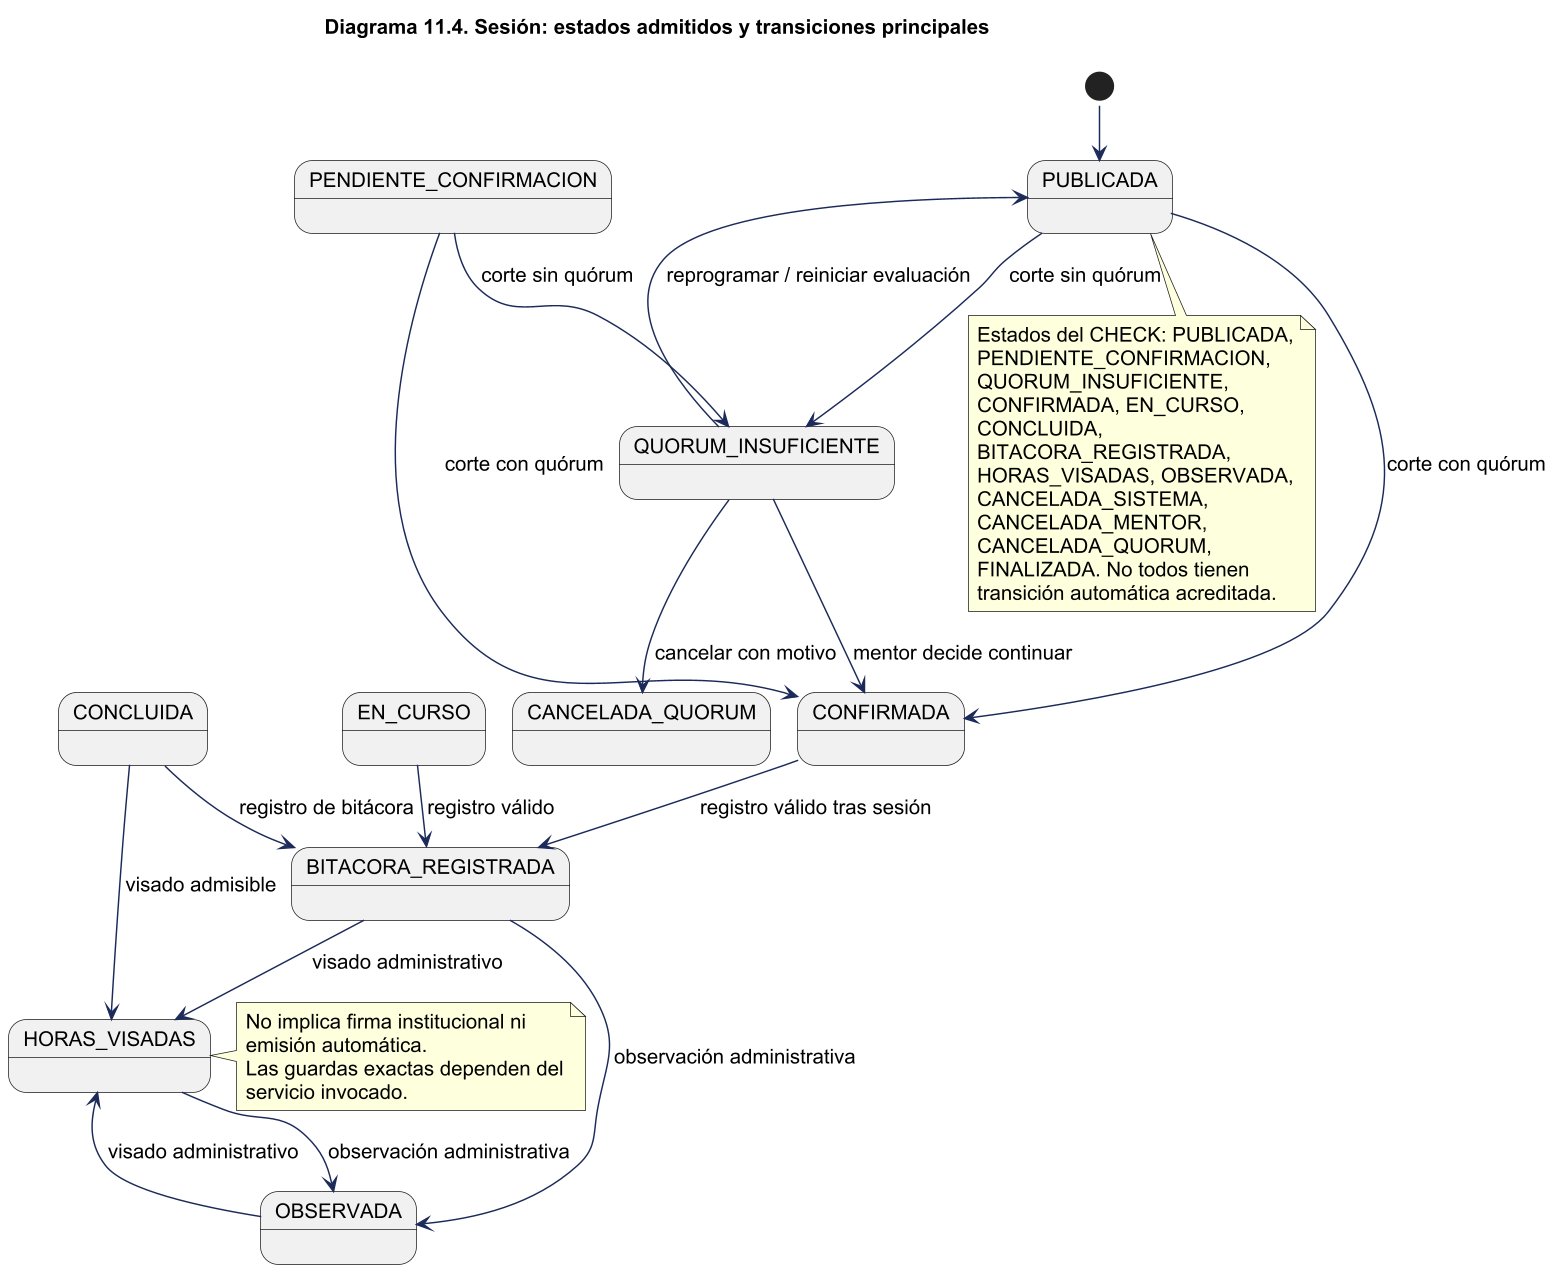 Diagrama 11.4. Sesión: estados admitidos y transiciones principales
PENDIENTE_CONFIRMACION
PUBLICADA
corte sin quórum
reprogramar / reiniciar evaluación
corte sin quórum
Estados del CHECK: PUBLICADA,
PENDIENTE_CONFIRMACION,
QUORUM_INSUFICIENTE,
CONFIRMADA, EN_CURSO,
CONCLUIDA,
BITACORA_REGISTRADA,
HORAS_VISADAS, OBSERVADA,
CANCELADA_SISTEMA,
CANCELADA_MENTOR,
CANCELADA_QUORUM,
FINALIZADA. No todos tienen
transición automática acreditada.
QUORUM_INSUFICIENTE
corte con quórum
corte con quórum
cancelar con motivo
mentor decide continuar
CONCLUIDA
EN_CURSO
CANCELADA_QUORUM
CONFIRMADA
registro de bitácora
registro válido
registro válido tras sesión
BITACORA_REGISTRADA
visado admisible
visado administrativo
HORAS_VISADAS
No implica firma institucional ni
emisión automática.
Las guardas exactas dependen del
servicio invocado.
observación administrativa
visado administrativo
observación administrativa
OBSERVADA